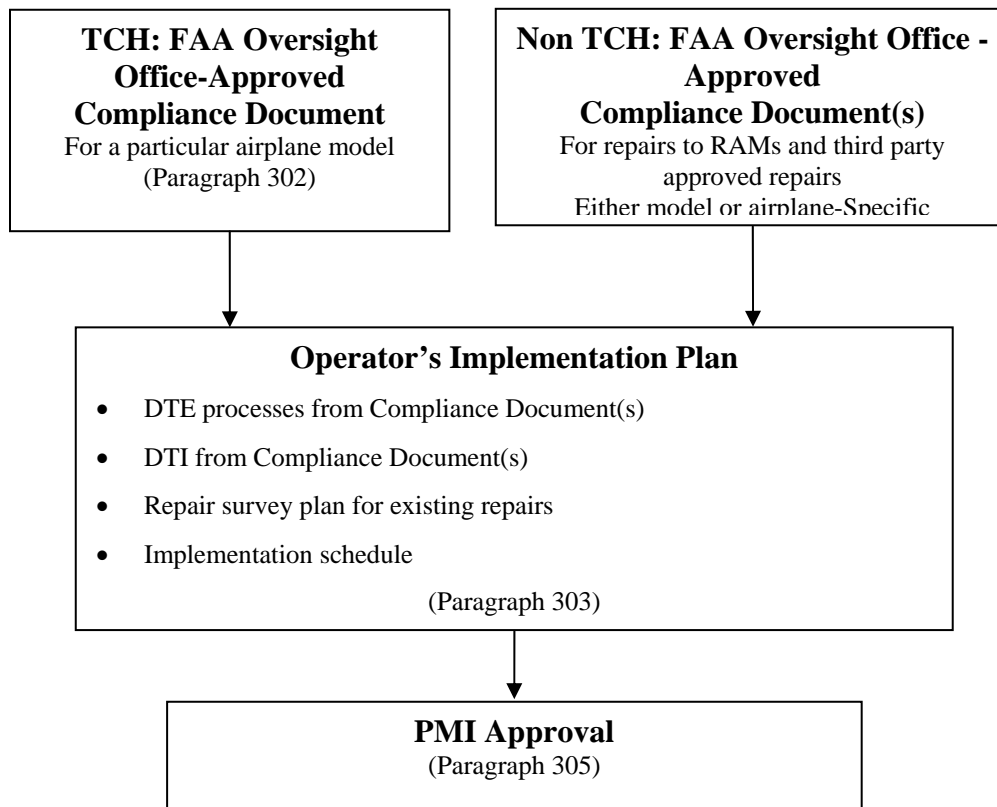 TCH: FAA Oversight
Office-Approved
Compliance Document
For a particular airplane model
(Paragraph 302)
Non TCH: FAA Oversight Office -
Approved
Compliance Document(s)
For repairs to RAMs and third party
approved repairs
Either model or airplane-Specific
Operator’s Implementation Plan
• DTE processes from Compliance Document(s)
• DTI from Compliance Document(s)
• Repair survey plan for existing repairs
• Implementation schedule
(Paragraph 303)
PMI Approval
(Paragraph 305)